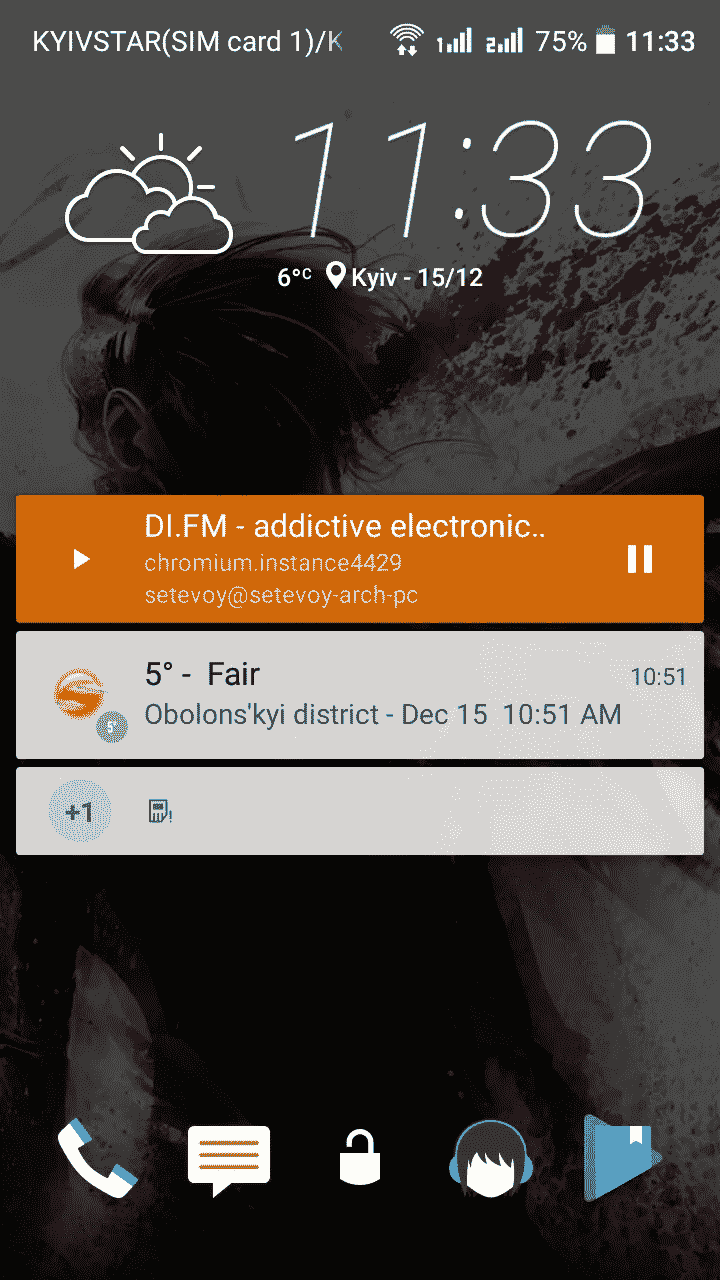 KYIVSTAR(SIM card 1)/K 1 2 75% 11:33
11:33
6°C Kyiv - 15/12
DI.FM - addictive electronic..
chromium.instance4429
setevoy@setevoy-arch-pc
5° - Fair 10:51
Obolons'kyi district - Dec 15 10:51 AM
+1